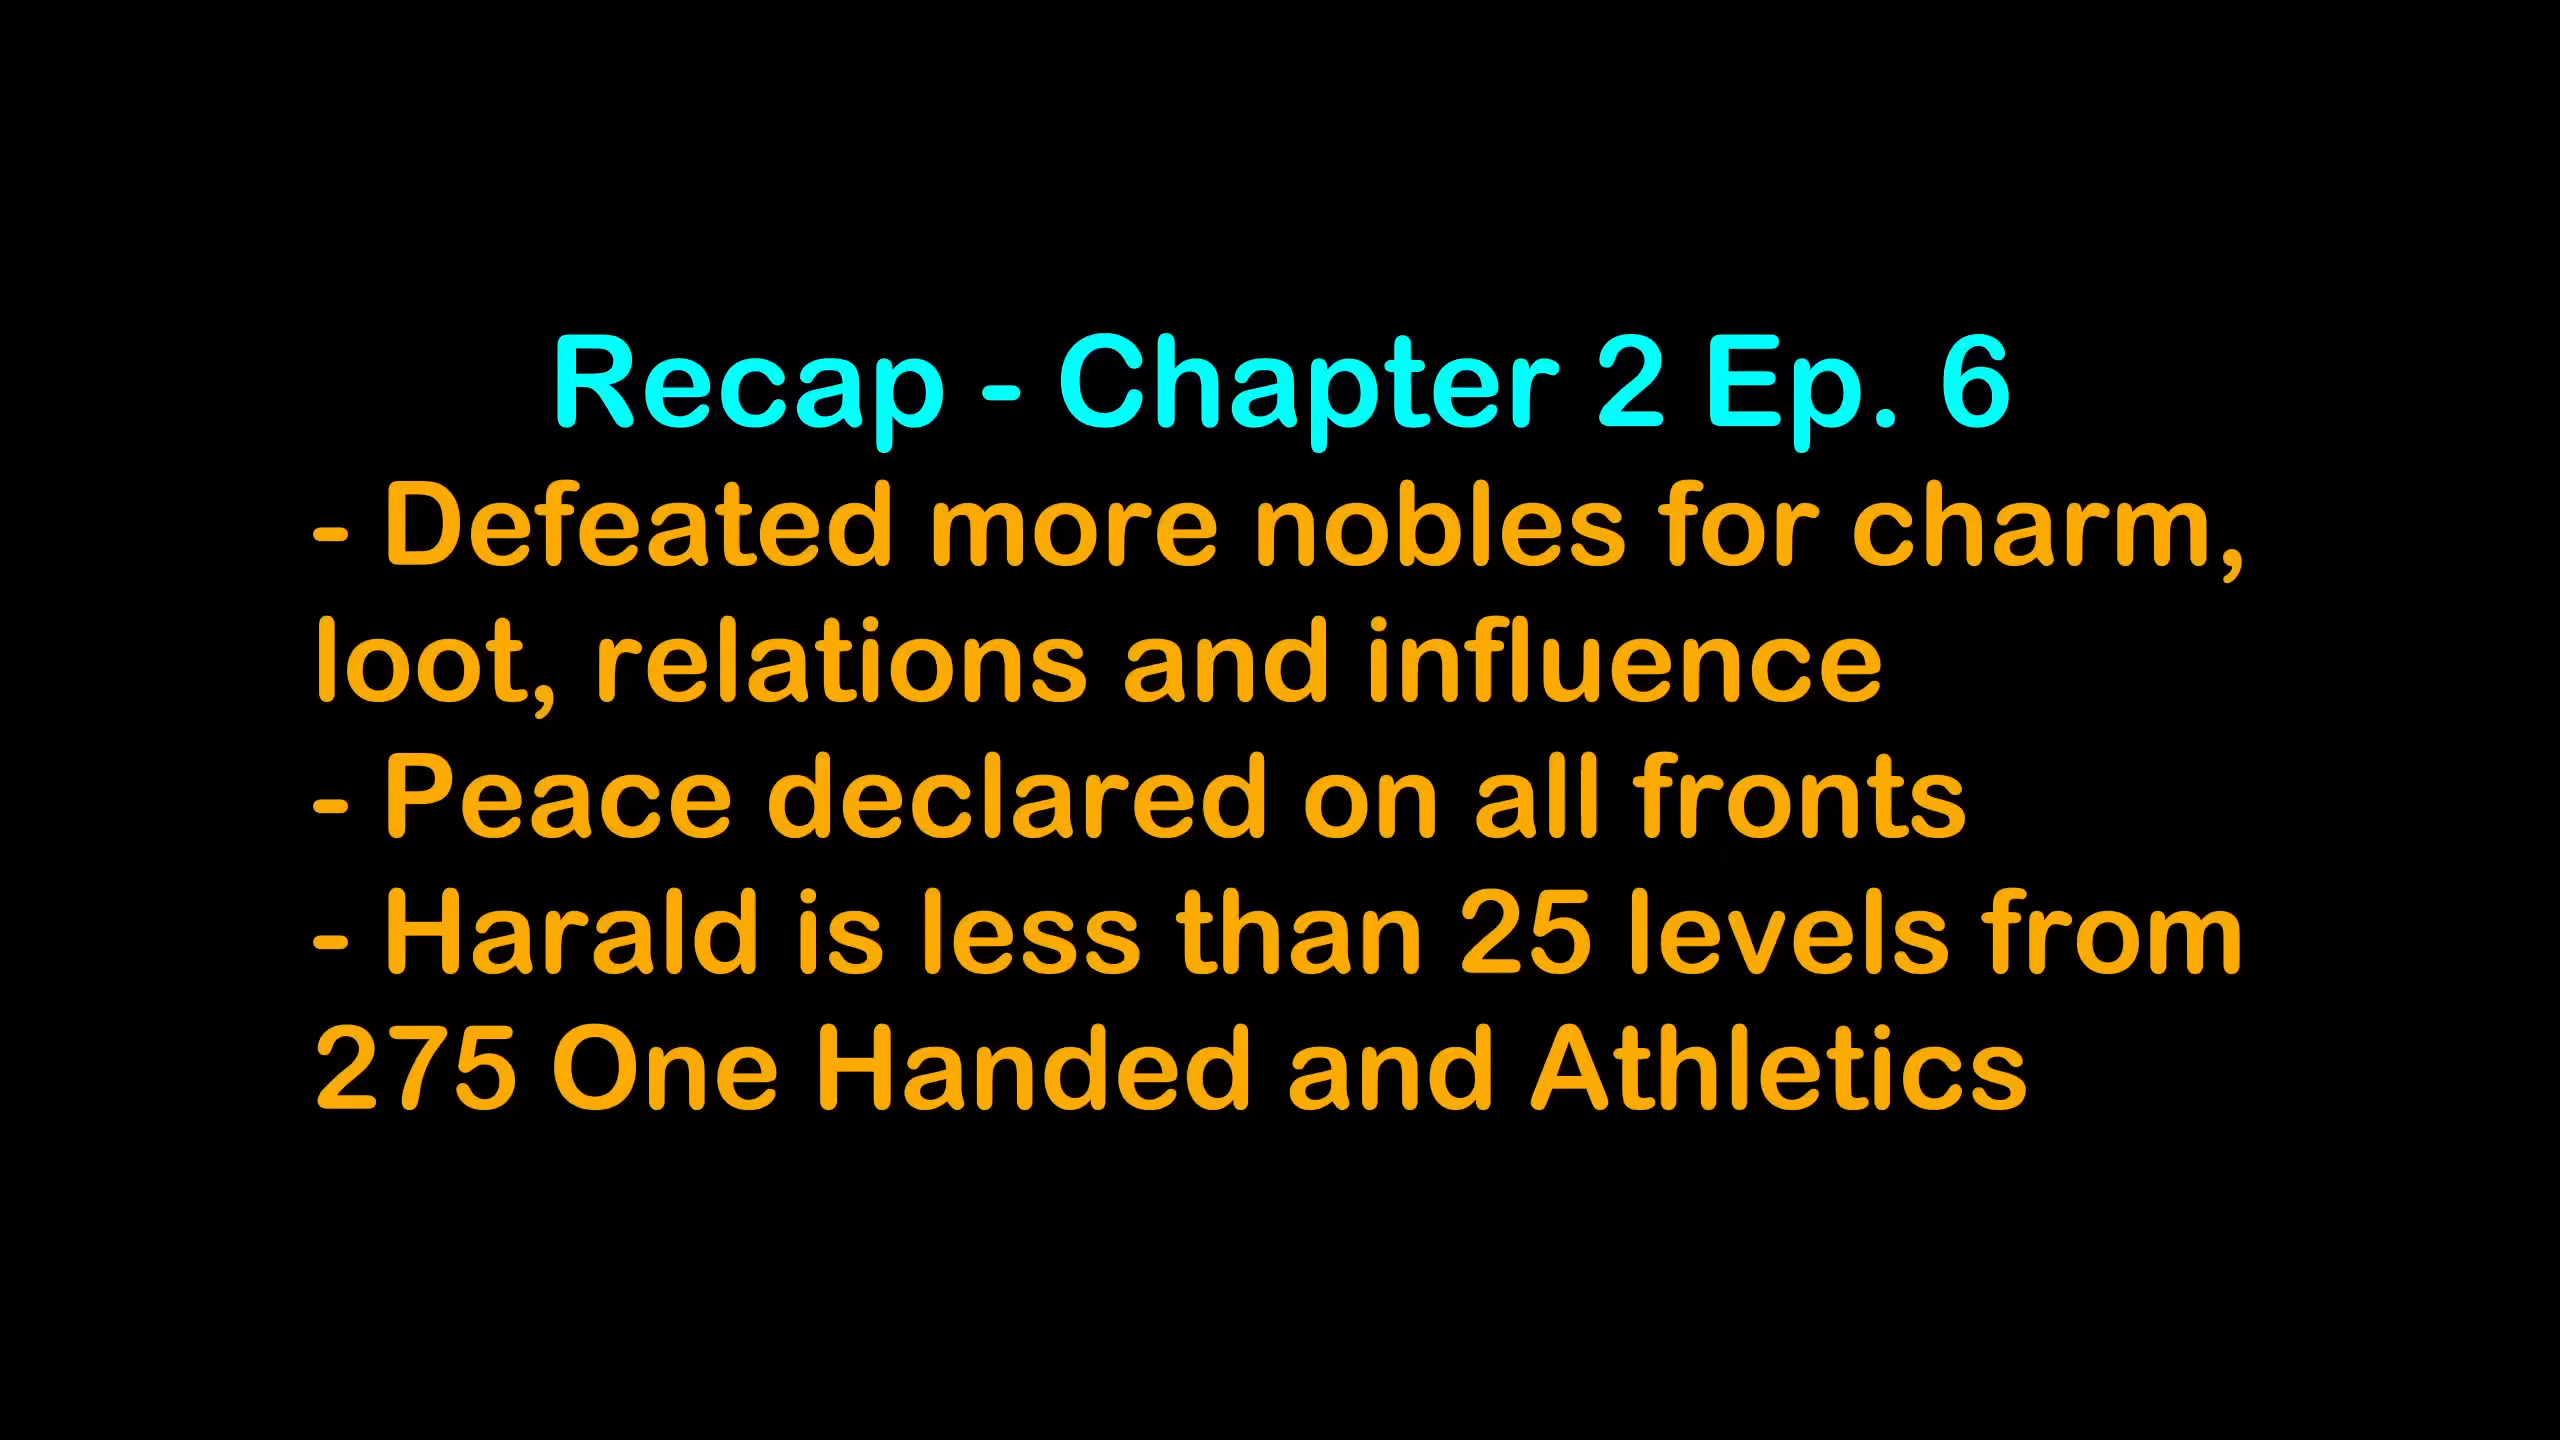 Recap - Chapter 2 Ep. 6
- Defeated more nobles for charm,
loot, relations and influence
- Peace declared on all fronts
- Harald is less than 25 levels from
275 One Handed and Athletics